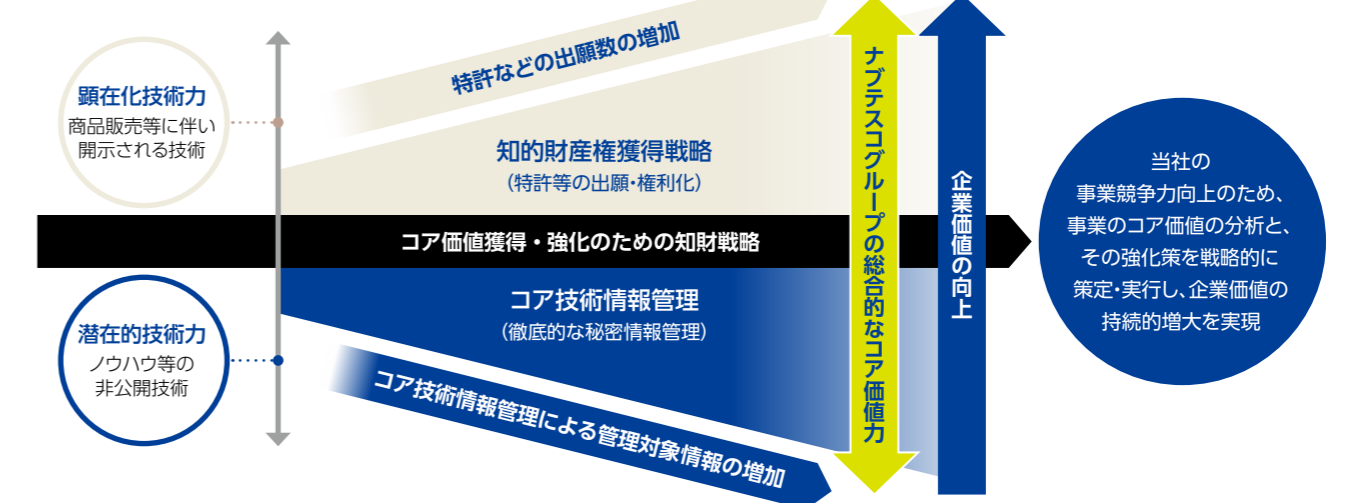 特許などの出願数の増加
顕在化技術力
商品販売等に伴い
開示される技術
知的財産権獲得戦略
(特許等の出願・権利化)
コア価値獲得・強化のための知財戦略
コア技術情報管理
(徹底的な秘密情報管理)
潜在的技術力
ノウハウ等の
非公開技術
コア技術情報管理による管理対象情報の増加
ナブテスコグループの総合的なコア価値力
企業価値の向上
当社の
事業競争力向上のため、
事業のコア価値の分析と、
その強化策を戦略的に
策定・実行し、企業価値の
持続的増大を実現